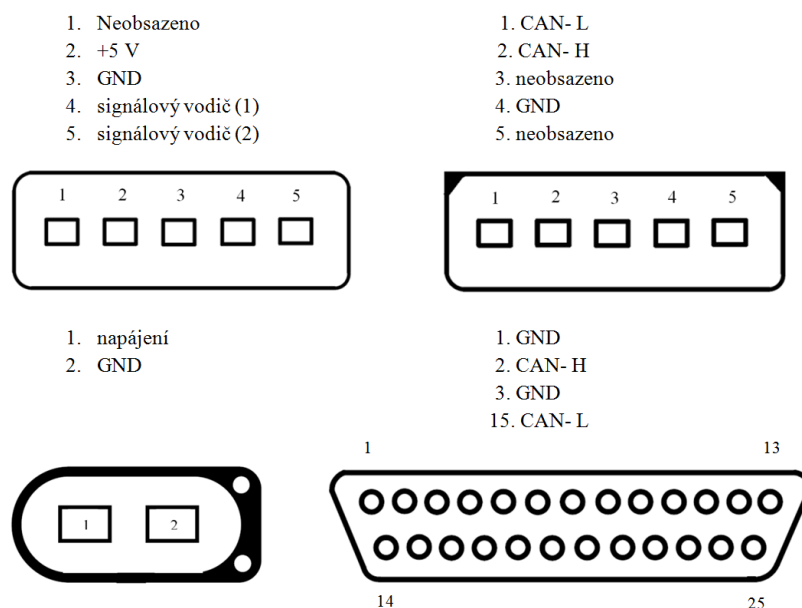 1. Neobsazeno
2. +5 V
3. GND
4. signálový vodič (1)
5. signálový vodič (2)
1. CAN- L
2. CAN- H
3. neobsazeno
4. GND
5. neobsazeno
1 2 3 4 5
1 2 3 4 5
1. napájení
2. GND
1. GND
2. CAN- H
3. GND
15. CAN- L
1 2
1 13
14 25